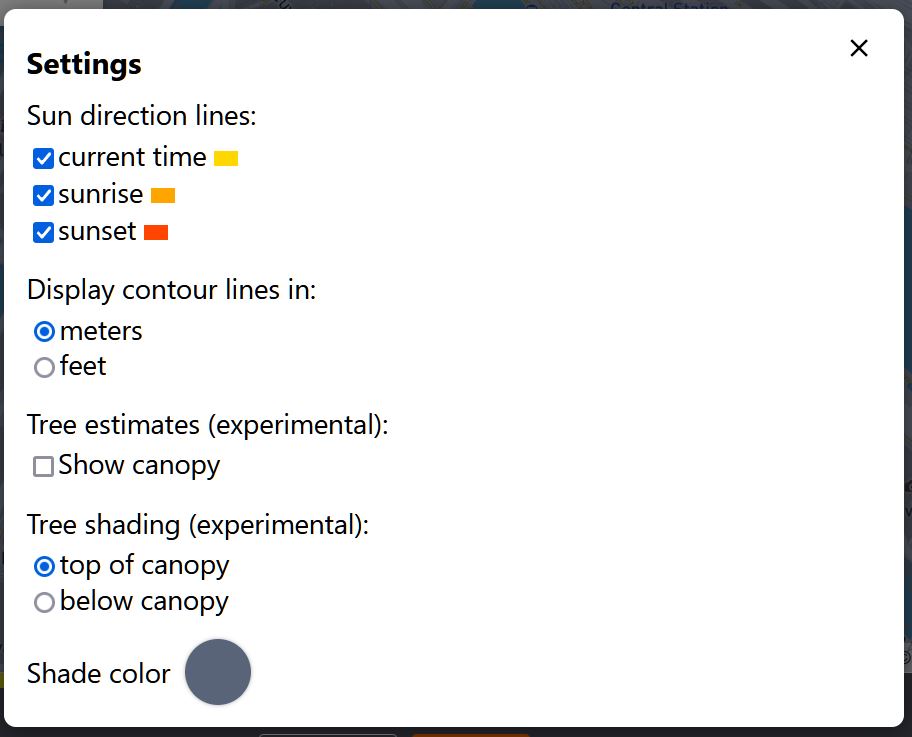 Settings
Sun direction lines:
current time
sunrise
sunset
Display contour lines in:
meters
feet
Tree estimates (experimental):
Show canopy
Tree shading (experimental):
top of canopy
below canopy
Shade color